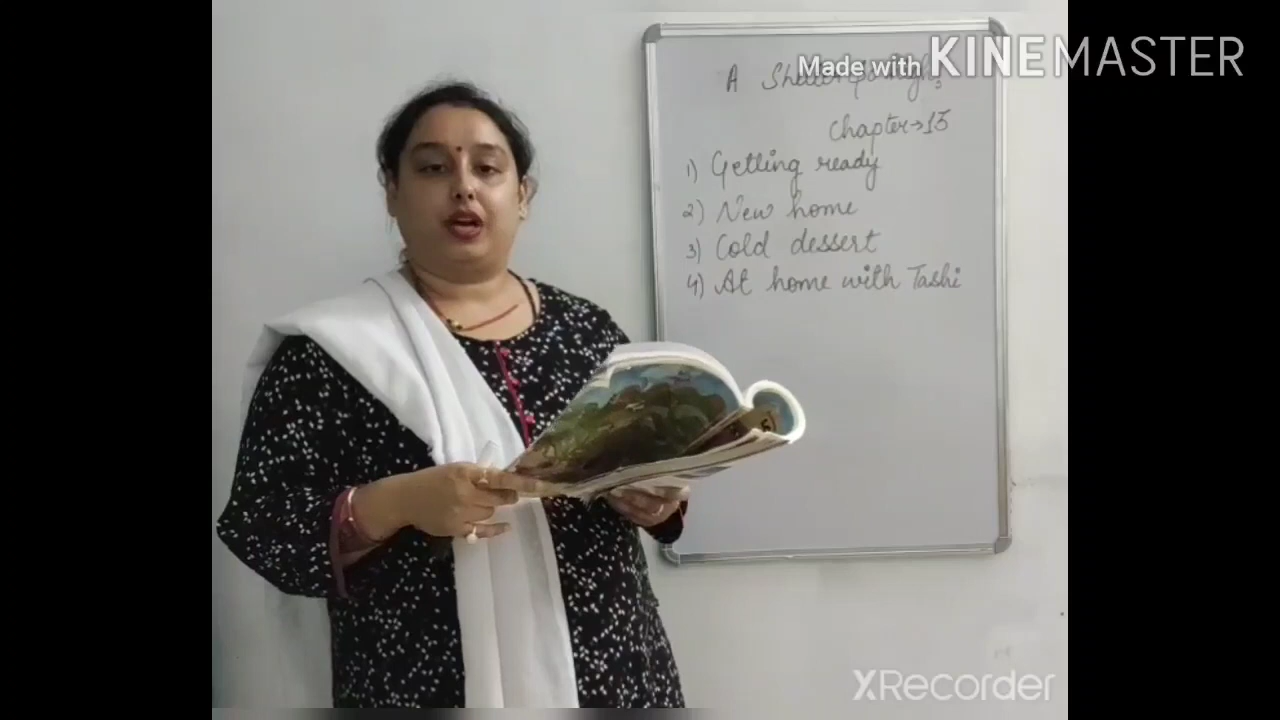 Made with KINEMASTER
A Shelter
Chapter→13
1) Getting ready
2) New home
3) Cold dessert
4) At home with Tashi
XRecorder